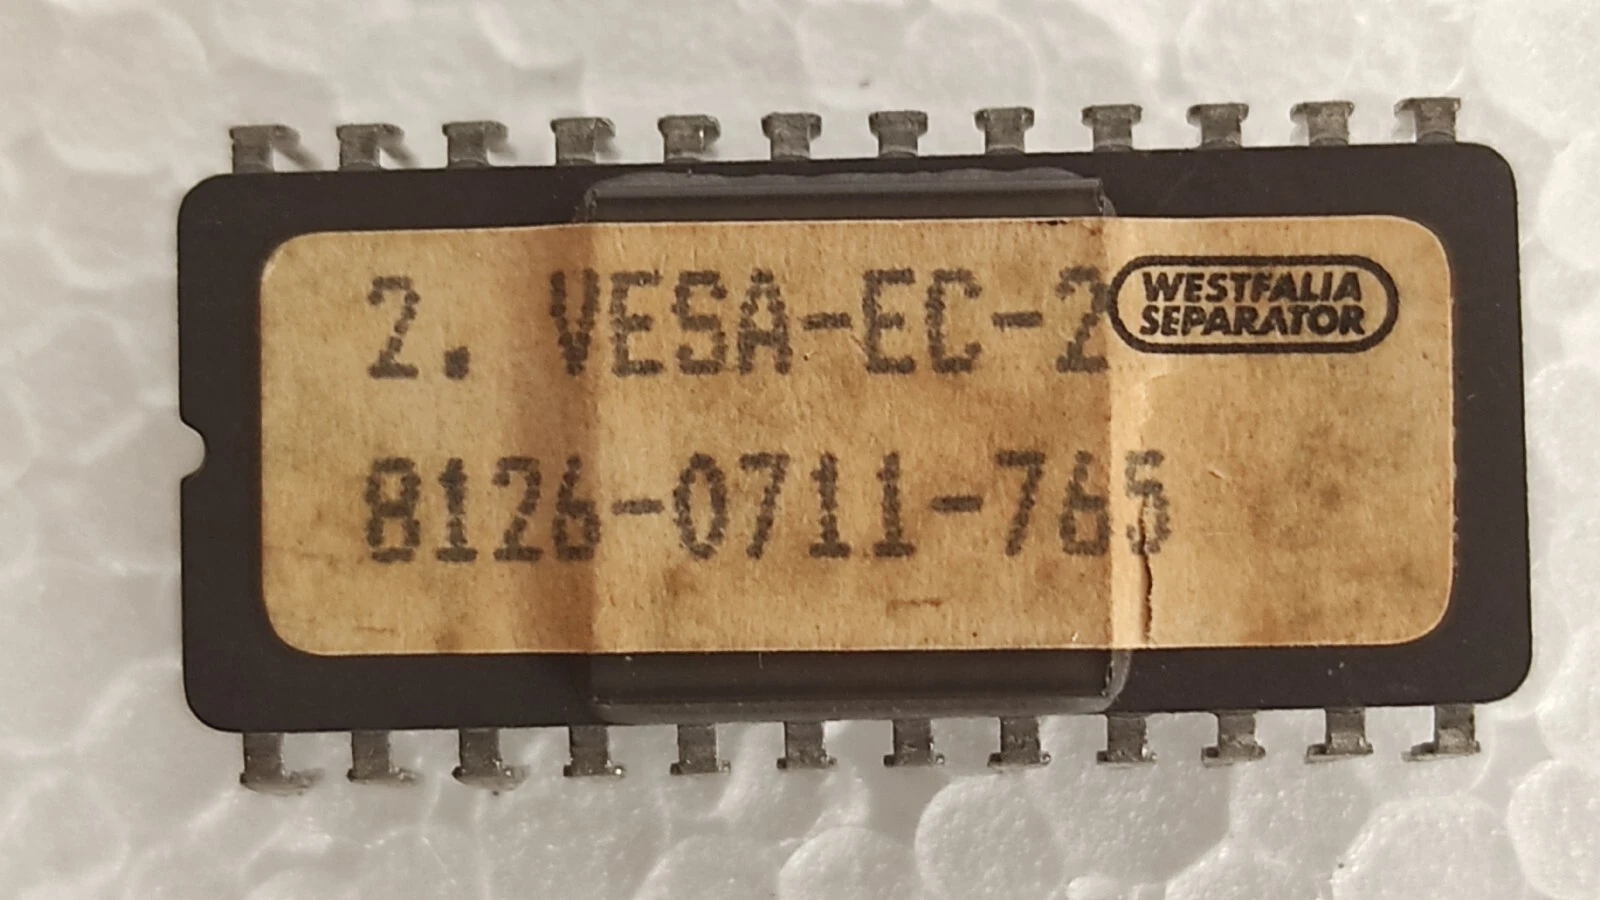 2. VESA-EC-2
WESTFALIA
SEPARATOR
8126-0711-765